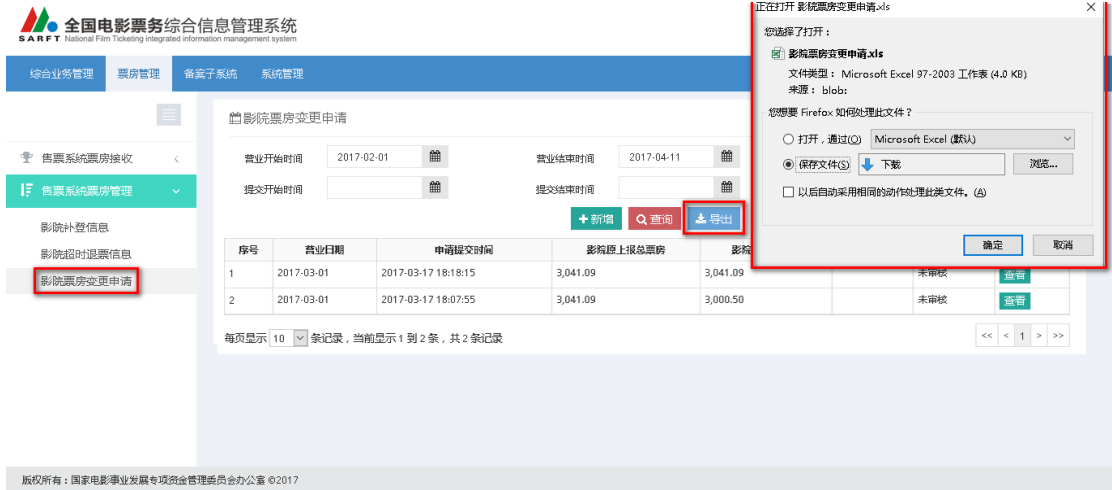 全国电影票务综合信息管理系统
SARFT National Film Ticketing integrated information management system
综合业务管理 票房管理 备案子系统 系统管理
售票系统票房接收
售票系统票房管理
影院补登信息
影院超时退票信息
影院票房变更申请
影院票房变更申请
营业开始时间 2017-02-01 营业结束时间 2017-04-11
提交开始时间 提交结束时间
新增 查询 导出
序号 营业日期 申请提交时间 影院原上报总票房 影院
1 2017-03-01 2017-03-17 18:18:15 3,041.09 3,041.09 未审核 查看
2 2017-03-01 2017-03-17 18:07:55 3,041.09 3,000.50 未审核 查看
每页显示 10 条记录，当前显示 1 到 2 条，共 2 条记录
<< < 1 > >>
正在打开 影院票房变更申请.xls
您选择了打开：
影院票房变更申请.xls
文件类型： Microsoft Excel 97-2003 工作表 (4.0 KB)
来源： blob:
您想要 Firefox 如何处理此文件？
打开，通过(O) Microsoft Excel (默认)
保存文件(S) 下载 浏览...
以后自动采用相同的动作处理此类文件。(A)
确定 取消
版权所有：国家电影事业发展专项资金管理委员会办公室 ©2017